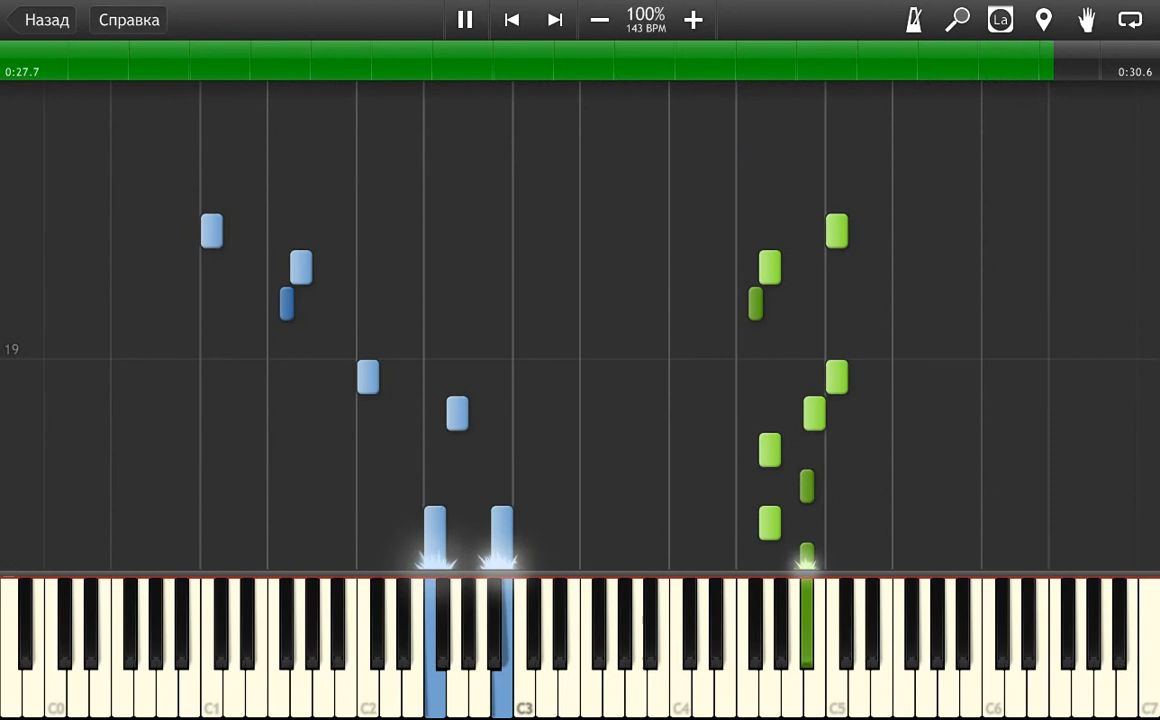 Назад
Справка
100%
143 BPM
La
0:27.7
0:30.6
19
C0
C1
C2
C3
C4
C5
C6
C7